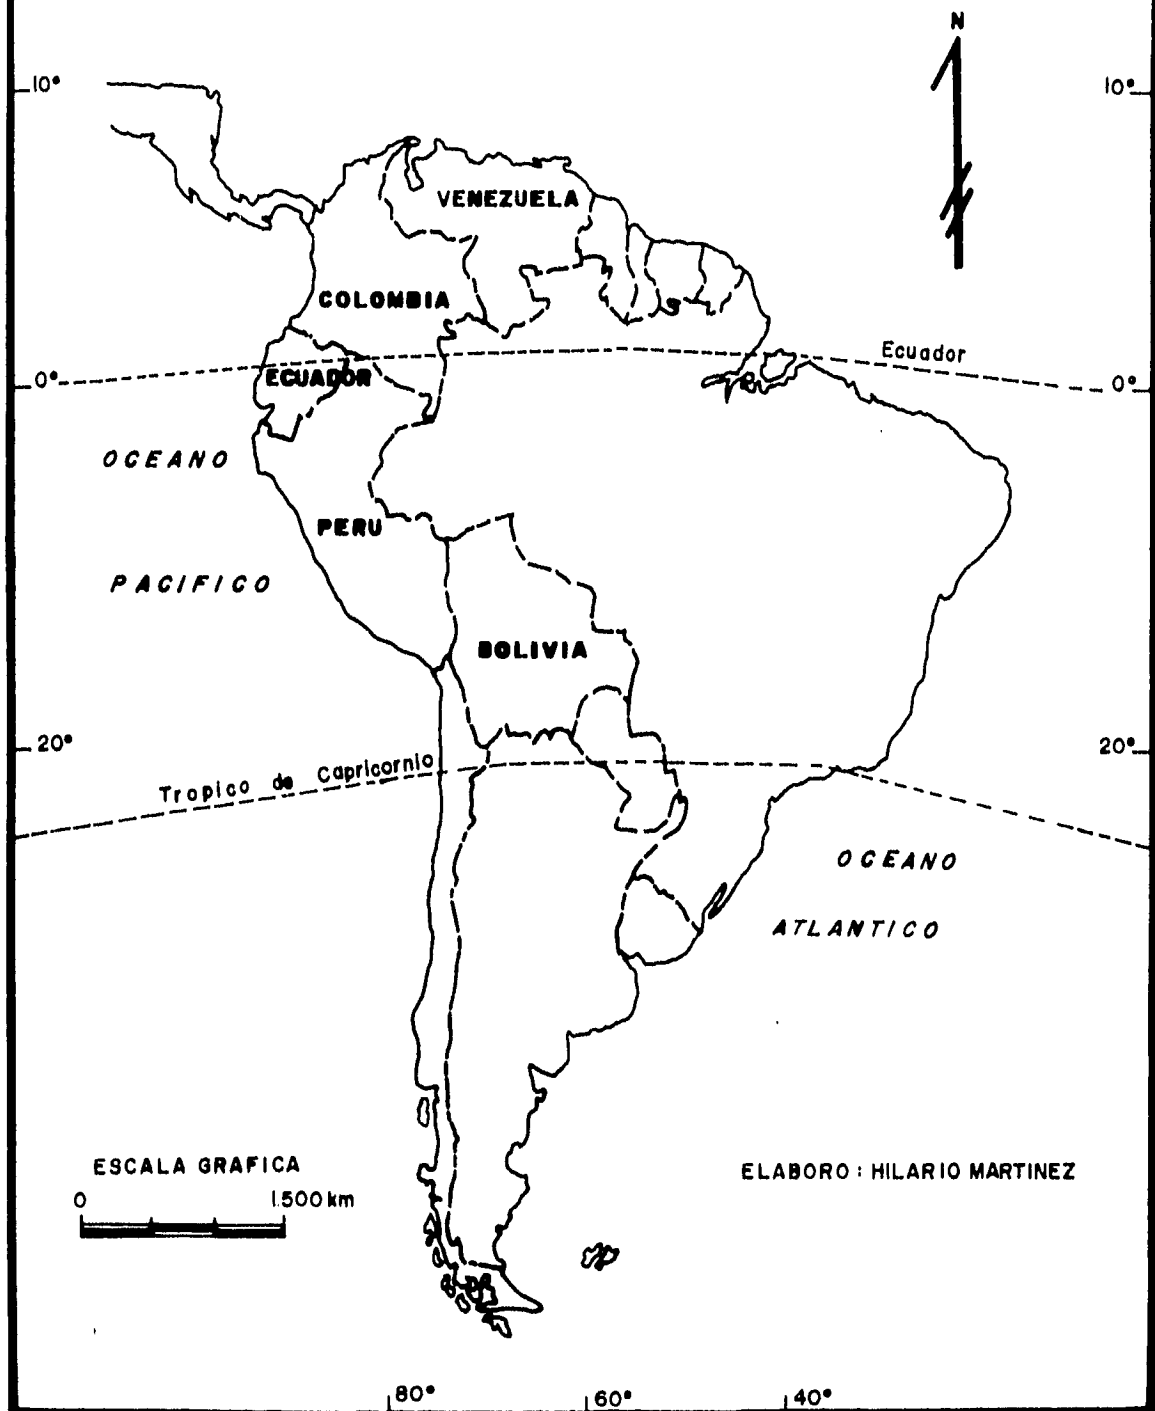 N
10°
10°
VENEZUELA
COLOMBIA
Ecuador
ECUADOR
0°
0°
OCEANO
PERU
PACIFICO
BOLIVIA
20°
20°
Tropico de Capricornio
OCEANO
ATLANTICO
ESCALA GRAFICA
ELABORO : HILARIO MARTINEZ
0 1.500 km
80° 60° 40°